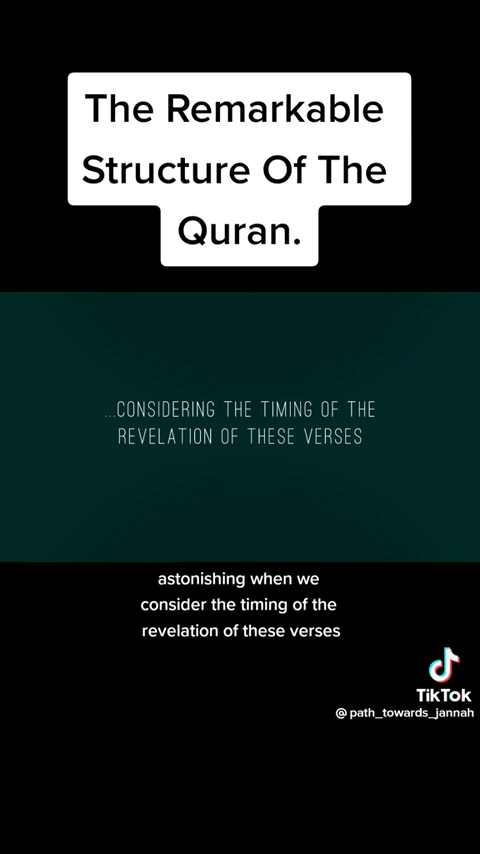 The Remarkable
Structure Of The
Quran.
...CONSIDERING THE TIMING OF THE
REVELATION OF THESE VERSES
astonishing when we
consider the timing of the
revelation of these verses
TikTok
@path_towards_jannah